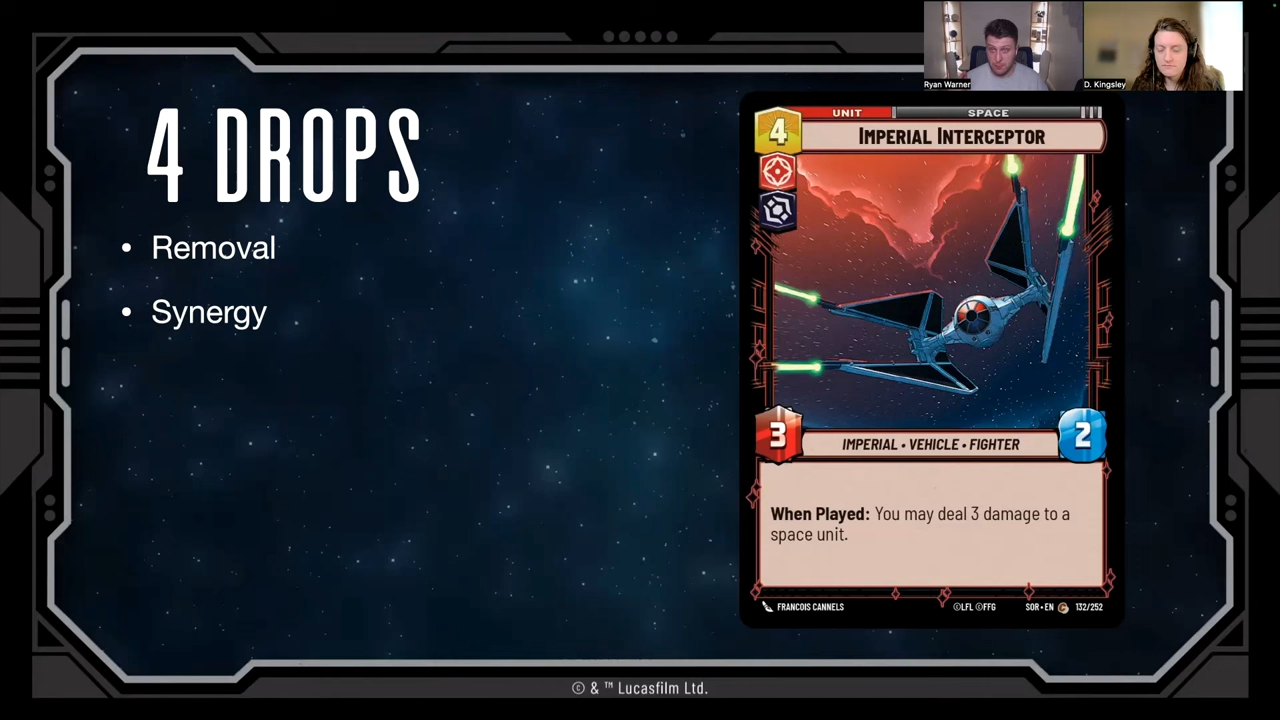 Ryan Warner
D. Kingsley
4 DROPS
• Removal
• Synergy
UNIT
SPACE
4
IMPERIAL INTERCEPTOR
3
IMPERIAL • VEHICLE • FIGHTER
2
When Played: You may deal 3 damage to a
space unit.
FRANCOIS CANNELS
©LFL ©FFG
SOR • EN
132/252
© & ™ Lucasfilm Ltd.